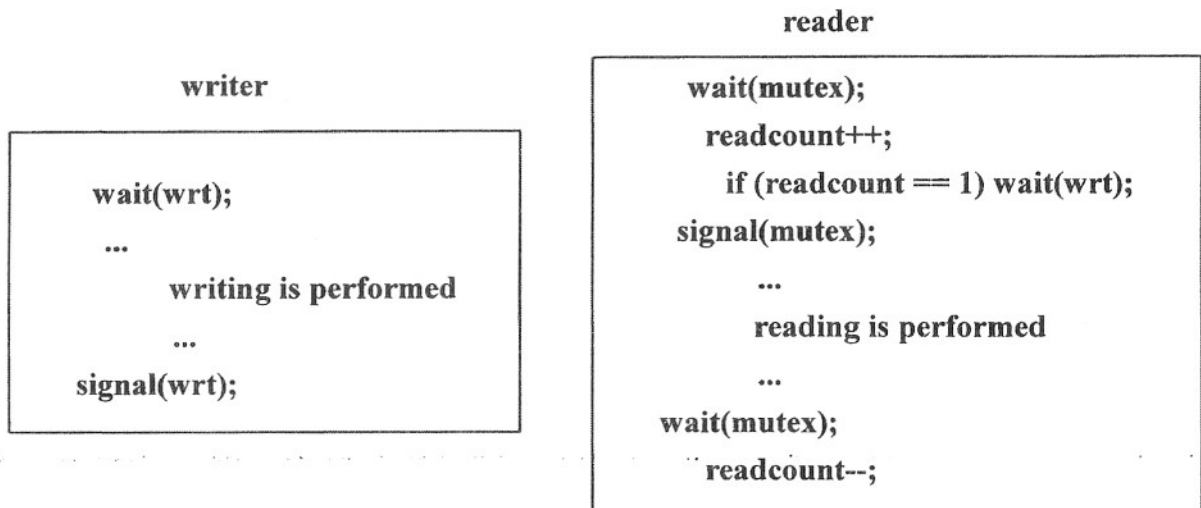 writer
wait(wrt);
...
writing is performed
...
signal(wrt);
reader
wait(mutex);
readcount++;
if (readcount == 1) wait(wrt);
signal(mutex);
...
reading is performed
...
wait(mutex);
readcount--;